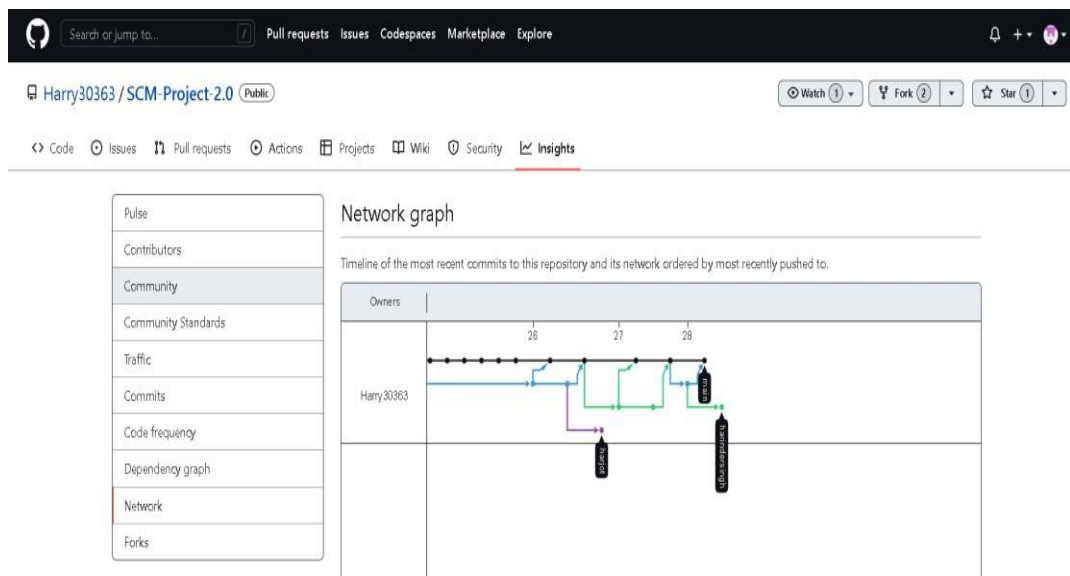 Search or jump to... /
Pull requests Issues Codespaces Marketplace Explore
Harry30363 / SCM-Project-2.0 Public
Watch 1
Fork 2
Star 1
Code Issues Pull requests Actions Projects Wiki Security Insights
Pulse
Contributors
Community
Community Standards
Traffic
Commits
Code frequency
Dependency graph
Network
Forks
Network graph
Timeline of the most recent commits to this repository and its network ordered by most recently pushed to.
Owners
26 27 28
Harry30363
main
harjot
harindersingh